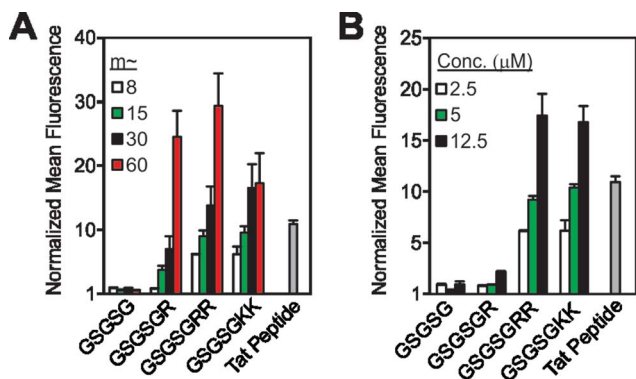 A
Normalized Mean Fluorescence
40
30
20
10
1
m~
8
15
30
60
GSGSG
GSGSGR
GSGSGRR
GSGSGKK
Tat Peptide
B
Normalized Mean Fluorescence
25
20
15
10
5
1
Conc. (μM)
2.5
5
12.5
GSGSG
GSGSGR
GSGSGRR
GSGSGKK
Tat Peptide